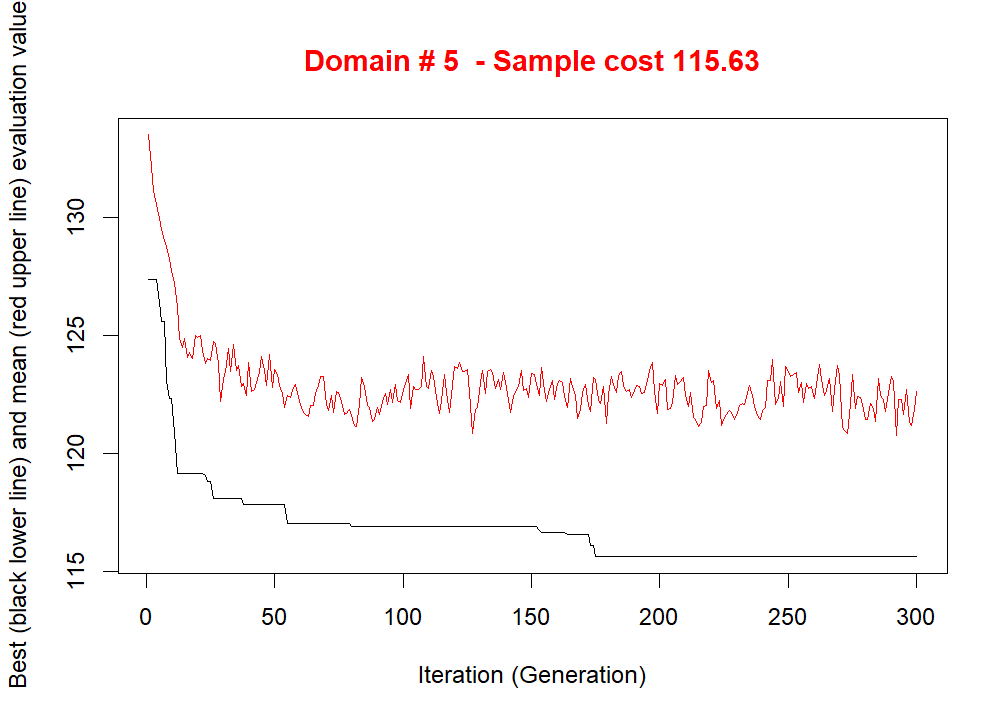 Domain # 5  - Sample cost 115.63
Best (black lower line) and mean (red upper line) evaluation value
130
125
120
115
0 50 100 150 200 250 300
Iteration (Generation)